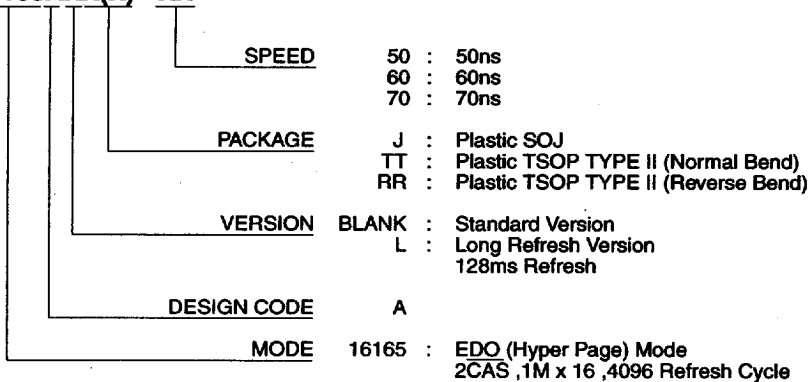 SPEED 50 : 50ns
60 : 60ns
70 : 70ns
PACKAGE J : Plastic SOJ
TT : Plastic TSOP TYPE II (Normal Bend)
RR : Plastic TSOP TYPE II (Reverse Bend)
VERSION BLANK : Standard Version
L : Long Refresh Version
128ms Refresh
DESIGN CODE A
MODE 16165 : EDO (Hyper Page) Mode
2CAS ,1M x 16 ,4096 Refresh Cycle